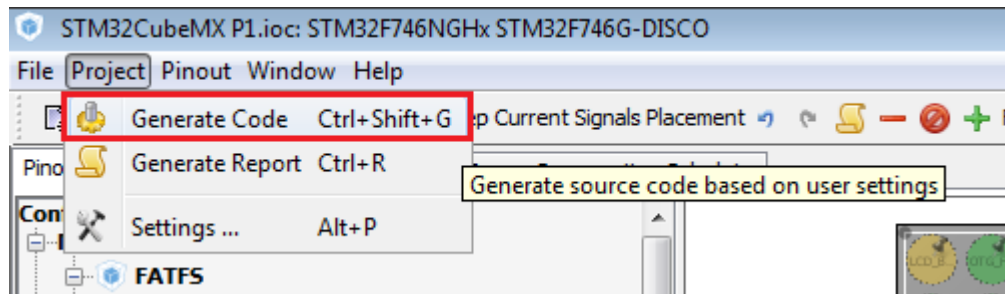 STM32CubeMX P1.ioc: STM32F746NGHx STM32F746G-DISCO
File Project Pinout Window Help
Generate Code Ctrl+Shift+G
Current Signals Placement
Generate Report Ctrl+R
Generate source code based on user settings
Settings ... Alt+P
FATFS